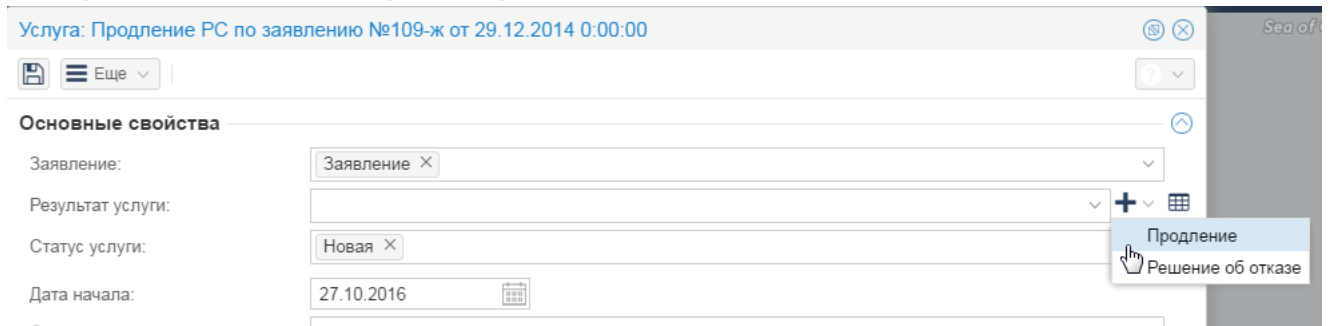 Услуга: Продление РС по заявлению №109-ж от 29.12.2014 0:00:00
Sea of
Еще
Основные свойства
Заявление: Заявление
Результат услуги:
Продление
Статус услуги: Новая
Решение об отказе
Дата начала: 27.10.2016